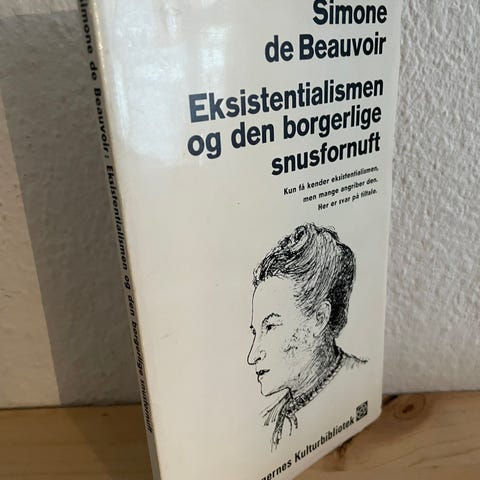 Simone
de Beauvoir
Eksistentialismen
og den borgerlige
snusfornuft
Kun få kender eksistentialismen,
men mange angriber den.
Her er svar på tiltale.
Kulturbibliotek
Simone de Beauvoir: Eksistentialismen og den borgerlige snusfornuft